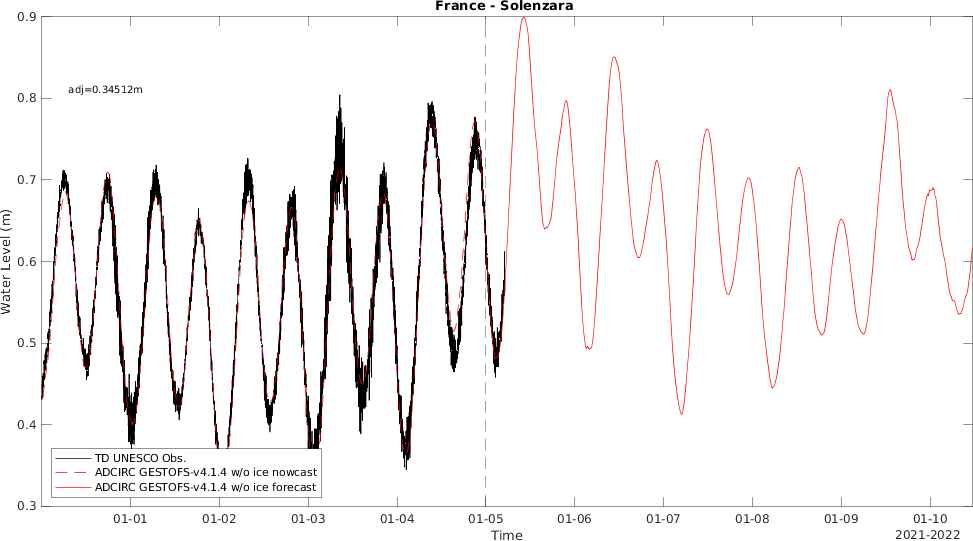 France - Solenzara
0.9
0.8
0.7
0.6
0.5
0.4
0.3
Water Level (m)
adj=0.34512m
TD UNESCO Obs.
ADCIRC GESTOFS-v4.1.4 w/o ice nowcast
ADCIRC GESTOFS-v4.1.4 w/o ice forecast
01-01 01-02 01-03 01-04 01-05 01-06 01-07 01-08 01-09 01-10
Time
2021-2022